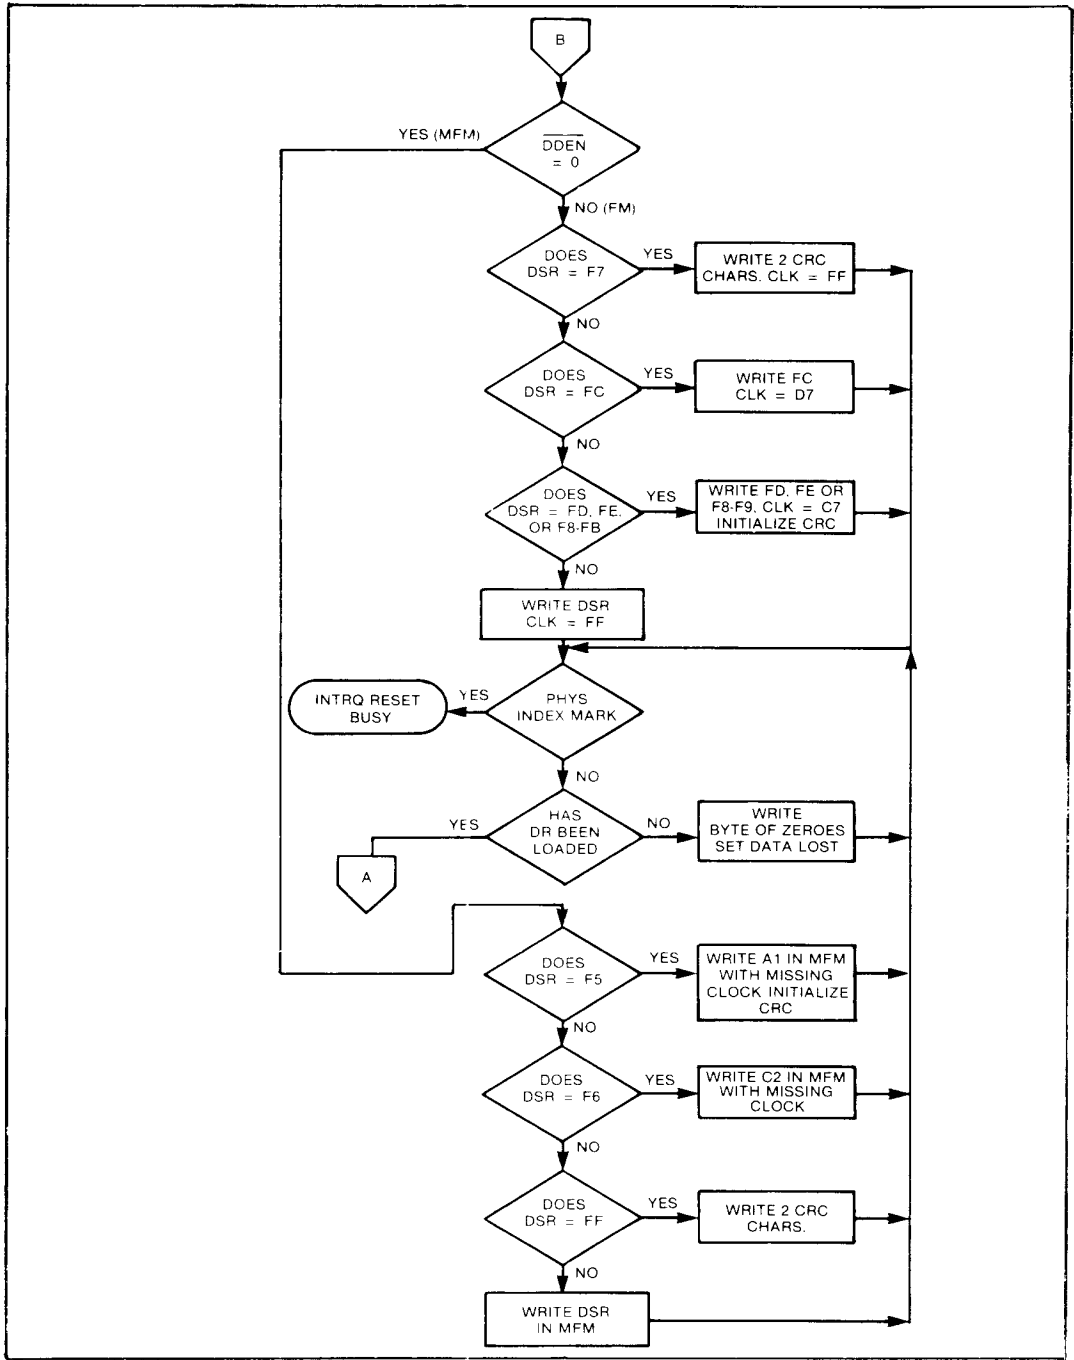 B
YES (MFM)
DDEN
= 0
NO (FM)
DOES
DSR = F7
YES
WRITE 2 CRC
CHARS. CLK = FF
NO
DOES
DSR = FC
YES
WRITE FC
CLK = D7
NO
DOES
DSR = FD, FE,
OR F8-FB
YES
WRITE FD, FE OR
F8-F9, CLK = C7
INITIALIZE CRC
NO
WRITE DSR
CLK = FF
INTRQ RESET
BUSY
YES
PHYS
INDEX MARK
NO
YES
HAS
DR BEEN
LOADED
NO
WRITE
BYTE OF ZEROES
SET DATA LOST
A
DOES
DSR = F5
YES
WRITE A1 IN MFM
WITH MISSING
CLOCK INITIALIZE
CRC
NO
DOES
DSR = F6
YES
WRITE C2 IN MFM
WITH MISSING
CLOCK
NO
DOES
DSR = FF
YES
WRITE 2 CRC
CHARS.
NO
WRITE DSR
IN MFM